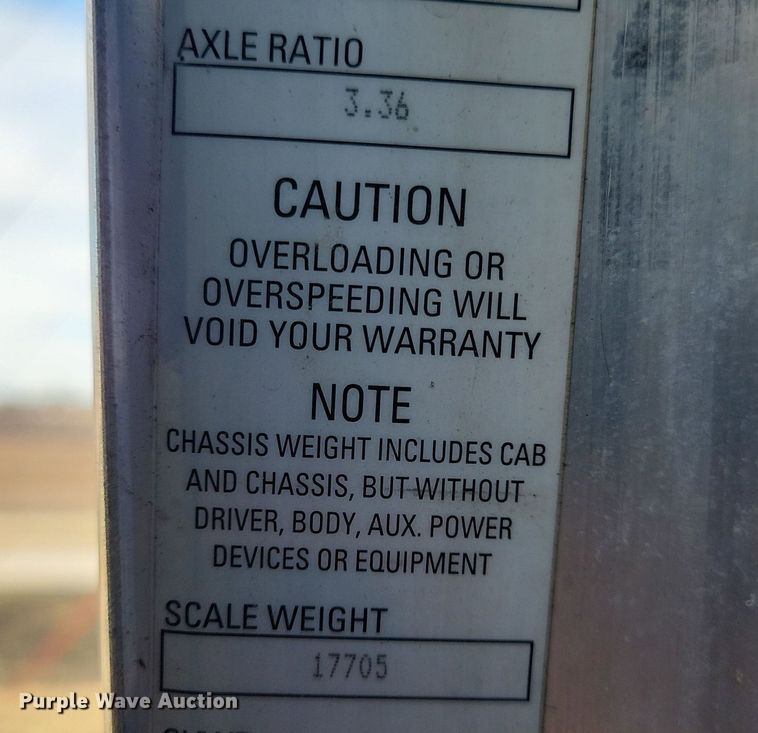 AXLE RATIO
3.36
CAUTION
OVERLOADING OR
OVERSPEEDING WILL
VOID YOUR WARRANTY
NOTE
CHASSIS WEIGHT INCLUDES CAB
AND CHASSIS, BUT WITHOUT
DRIVER, BODY, AUX. POWER
DEVICES OR EQUIPMENT
SCALE WEIGHT
17705
Purple Wave Auction